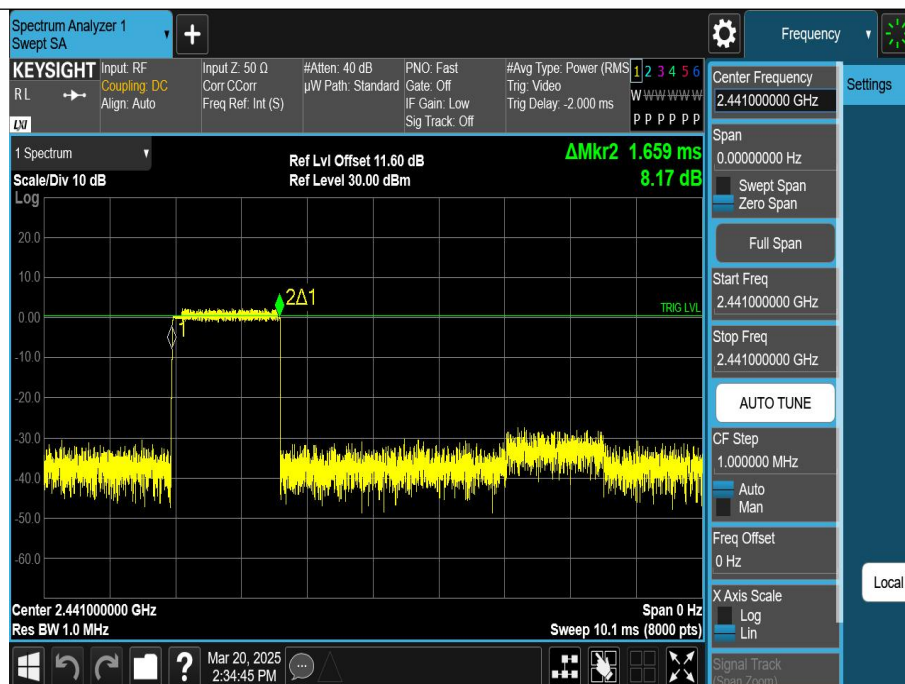 Spectrum Analyzer 1
Swept SA
+
Frequency
KEYSIGHT
RL
LXI
Input: RF
Coupling: DC
Align: Auto
Input Z: 50 Ω
Corr CCorr
Freq Ref: Int (S)
#Atten: 40 dB
µW Path: Standard
PNO: Fast
Gate: Off
IF Gain: Low
Sig Track: Off
#Avg Type: Power (RMS
Trig: Video
Trig Delay: -2.000 ms
1 2 3 4 5 6
W W W W W W
P P P P P P
1 Spectrum
Scale/Div 10 dB
Log
Ref Lvl Offset 11.60 dB
Ref Level 30.00 dBm
ΔMkr2 1.659 ms
8.17 dB
20.0
10.0
0.00
-10.0
-20.0
-30.0
-40.0
-50.0
-60.0
2Δ1
1
TRIG LVL
Center 2.441000000 GHz
Res BW 1.0 MHz
Span 0 Hz
Sweep 10.1 ms (8000 pts)
?
Mar 20, 2025
2:34:45 PM
Center Frequency
2.441000000 GHz
Span
0.00000000 Hz
Swept Span
Zero Span
Full Span
Start Freq
2.441000000 GHz
Stop Freq
2.441000000 GHz
AUTO TUNE
CF Step
1.000000 MHz
Auto
Man
Freq Offset
0 Hz
X Axis Scale
Log
Lin
Signal Track
(Span Zoom)
Settings
Local